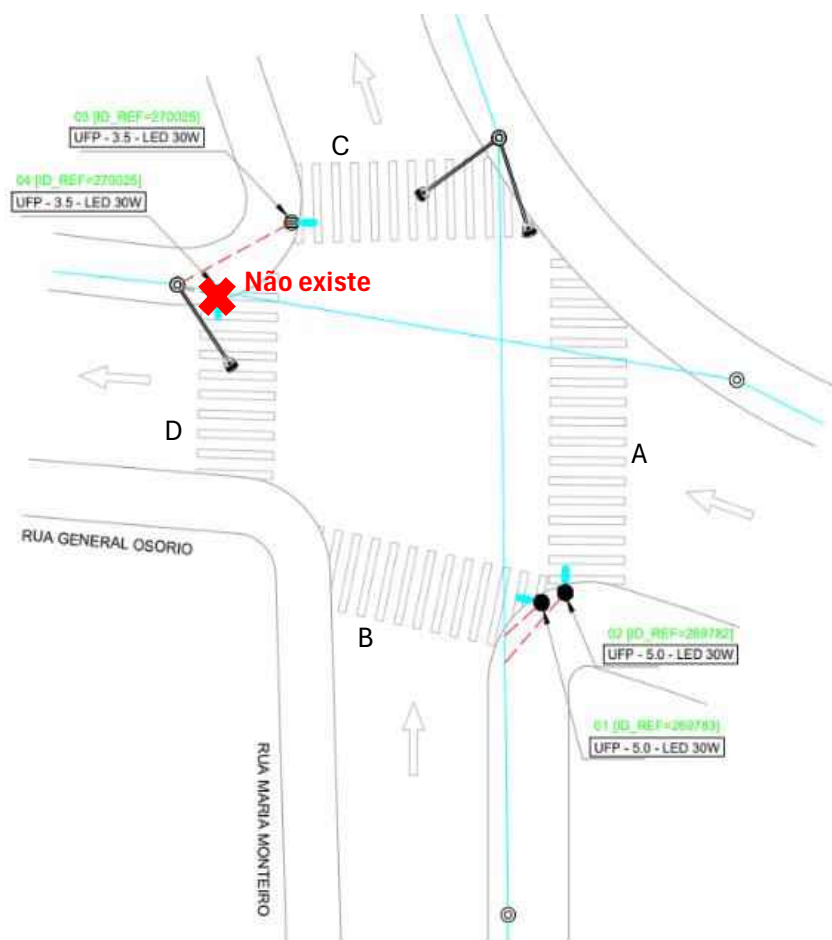 03 [ID_REF=270026]
UFP - 3.5 - LED 30W
C
04 [ID_REF=270025]
UFP - 3.5 - LED 30W
Não existe
D
A
RUA GENERAL OSORIO
B
02 [ID_REF=269782]
UFP - 5.0 - LED 30W
01 [ID_REF=269783]
UFP - 5.0 - LED 30W
RUA MARIA MONTEIRO